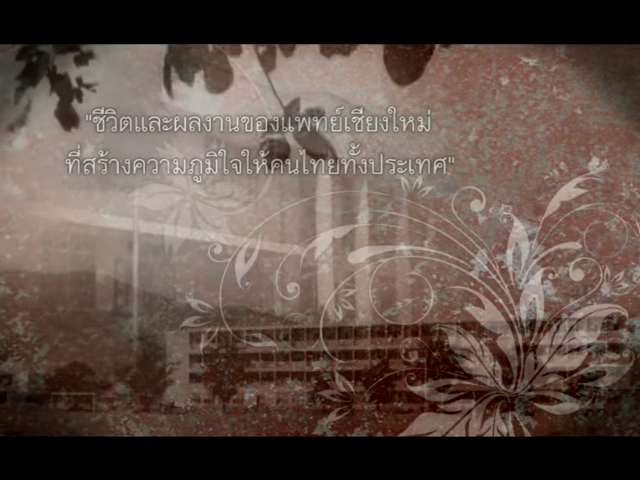 "ชีวิตและผลงานของแพทย์เชียงใหม่
ที่สร้างความภูมิใจให้คนไทยทั้งประเทศ"